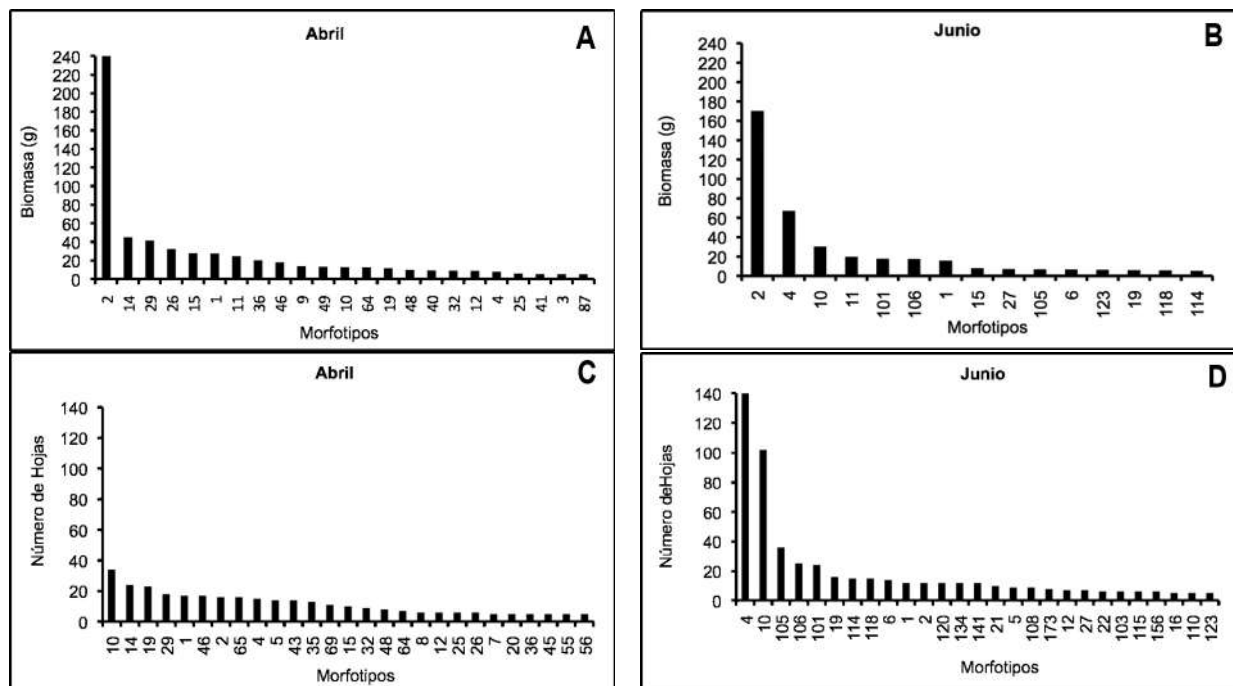 Abril
A
240
220
200
180
160
140
120
100
80
60
40
20
0
Biomasa (g)
2 14 29 26 15 1 11 36 46 9 49 10 64 19 48 40 32 12 4 25 41 3 87
Morfotipos
Junio
B
240
220
200
180
160
140
120
100
80
60
40
20
0
Biomasa (g)
2 4 10 11 101 106 1 15 27 105 6 123 19 118 114
Morfotipos
Abril
C
140
120
100
80
60
40
20
0
Número de Hojas
10 14 19 29 1 46 2 65 4 5 43 35 69 15 32 48 64 8 12 25 26 7 20 36 45 55 56
Morfotipos
Junio
D
140
120
100
80
60
40
20
0
Número deHojas
4 10 105 106 101 19 114 118 6 1 2 120 134 141 21 5 108 173 12 27 22 103 115 156 16 110 123
Morfotipos